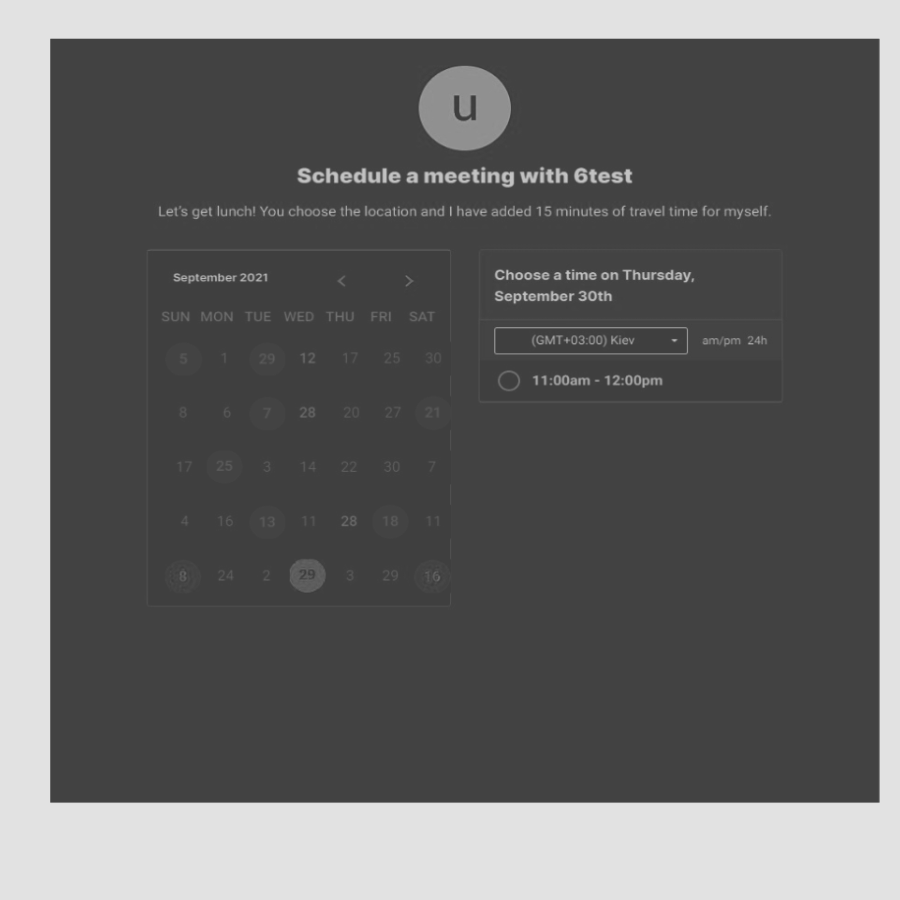 u
Schedule a meeting with 6test
Let's get lunch! You choose the location and I have added 15 minutes of travel time for myself.
September 2021 < >
SUN MON TUE WED THU FRI SAT
5 1 29 12 17 25 30
8 6 7 28 20 27 21
17 25 3 14 22 30 7
4 16 13 11 28 18 11
8 24 2 29 3 29 16
Choose a time on Thursday,
September 30th
(GMT+03:00) Kiev am/pm 24h
11:00am - 12:00pm